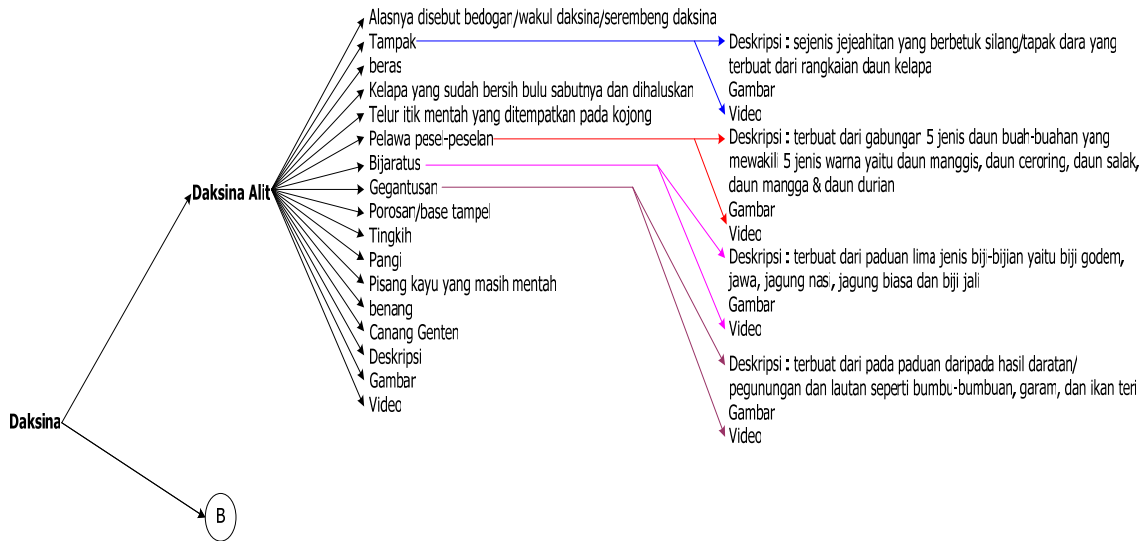 Alasnya disebut bedogan/wakul daksina/serembeng daksina
Tampak
beras
Kelapa yang sudah bersih bulu sabutnya dan dihaluskan
Telur itik mentah yang ditempatkan pada kojong
Pelawa pesel-peselan
Bijaratus
Daksina Alit
Gegantusan
Porosan/base tampel
Tingkih
Pangi
Pisang kayu yang masih mentah
benang
Canang Genten
Deskripsi
Gambar
Video
Deskripsi : sejenis jejeahitan yang berbetuk silang/tapak dara yang
terbuat dari rangkaian daun kelapa
Gambar
Video
Deskripsi : terbuat dari gabungan 5 jenis daun buah-buahan yang
mewakili 5 jenis warna yaitu daun manggis, daun ceroring, daun salak,
daun mangga & daun durian
Gambar
Video
Deskripsi : terbuat dari paduan lima jenis biji-bijian yaitu biji godem,
jawa, jagung nasi, jagung biasa dan biji jali
Gambar
Video
Deskripsi : terbuat dari pada paduan daripada hasil daratan/
pegunungan dan lautan seperti bumbu-bumbuan, garam, dan ikan teri
Gambar
Video
Daksina
B